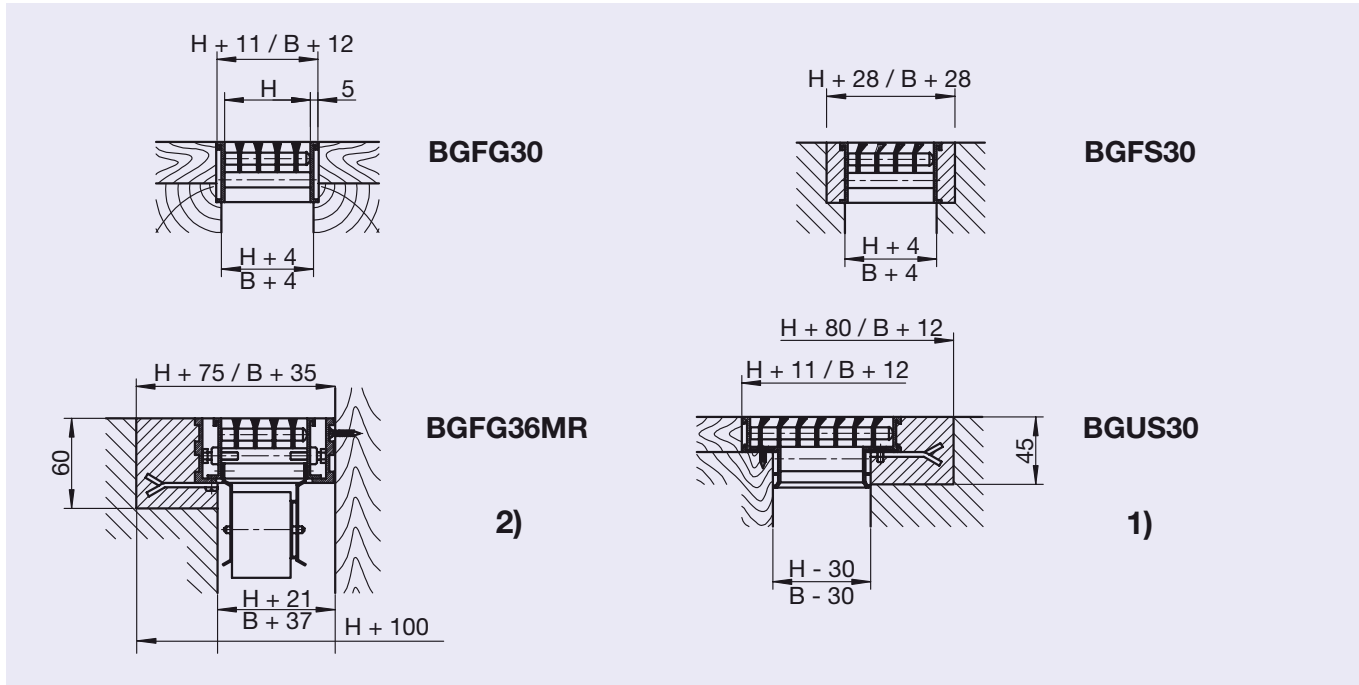 H + 11 / B + 12
H
5
BGFG30
H + 4
B + 4
H + 28 / B + 28
BGFS30
H + 4
B + 4
H + 75 / B + 35
60
BGFG36MR
2)
H + 21
B + 37
H + 100
H + 80 / B + 12
H + 11 / B + 12
BGUS30
45
1)
H - 30
B - 30